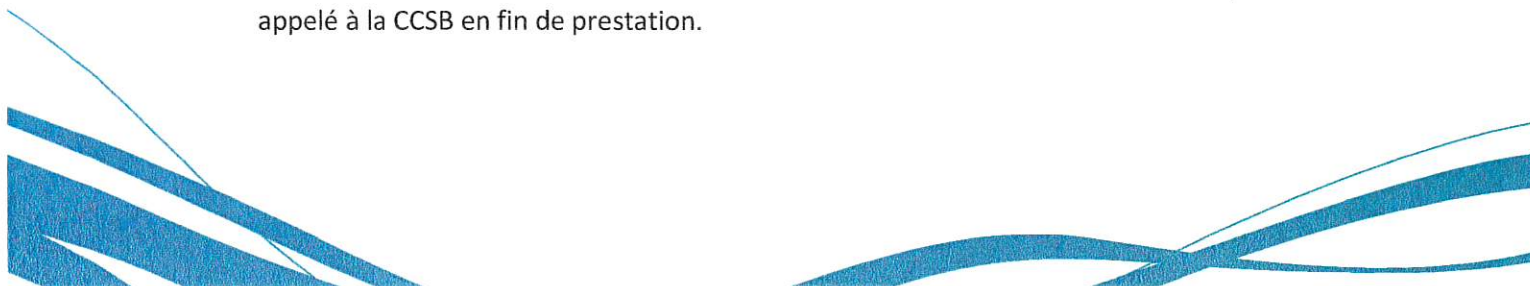 appelé à la CCSB en fin de prestation.